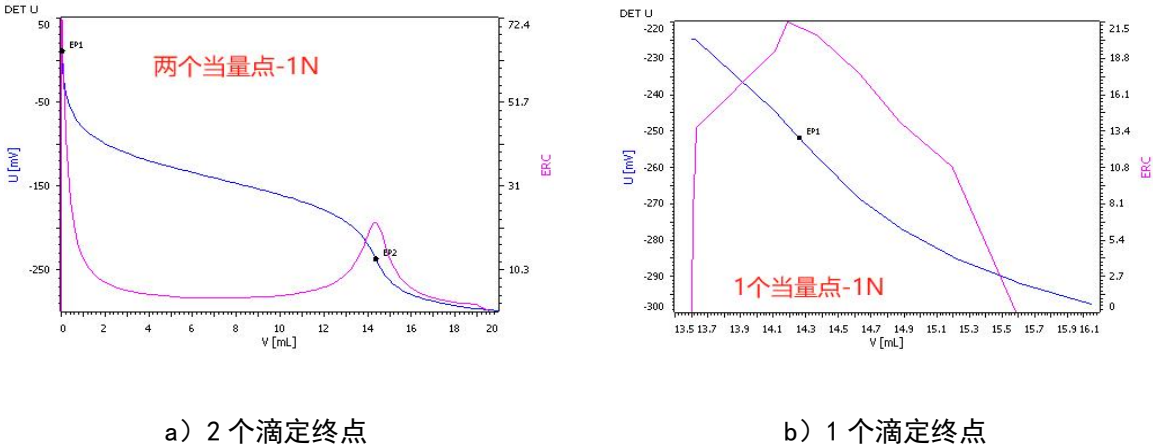 DET U
50
-50
-150
-250
U [mV]
72.4
51.7
31
10.3
ERC
EP1
两个当量点-1N
EP2
0 2 4 6 8 10 12 14 16 18 20
V [mL]
DET U
-220
-230
-240
-250
-260
-270
-280
-290
-300
U [mV]
21.5
18.8
16.1
13.4
10.8
8.1
5.4
2.7
0
ERC
EP1
1个当量点-1N
13.5 13.7 13.9 14.1 14.3 14.5 14.7 14.9 15.1 15.3 15.5 15.7 15.9 16.1
V [mL]
a）2 个滴定终点
b）1 个滴定终点